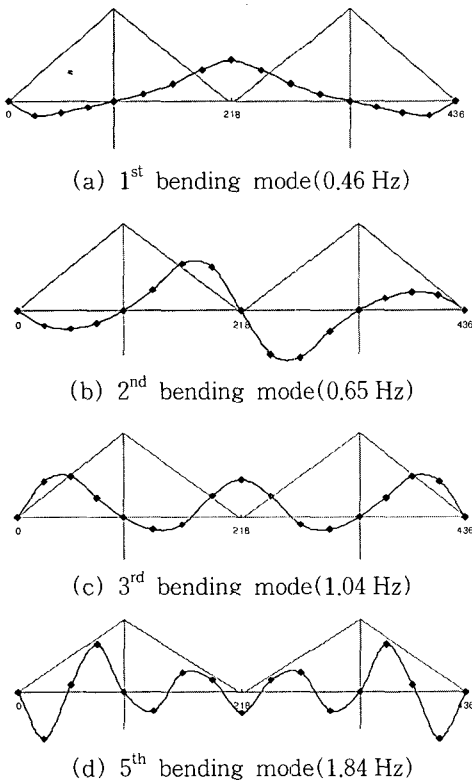 0 218 436
(a) 1st bending mode(0.46 Hz)
0 218 436
(b) 2nd bending mode(0.65 Hz)
0 218 436
(c) 3rd bending mode(1.04 Hz)
0 218 436
(d) 5th bending mode(1.84 Hz)